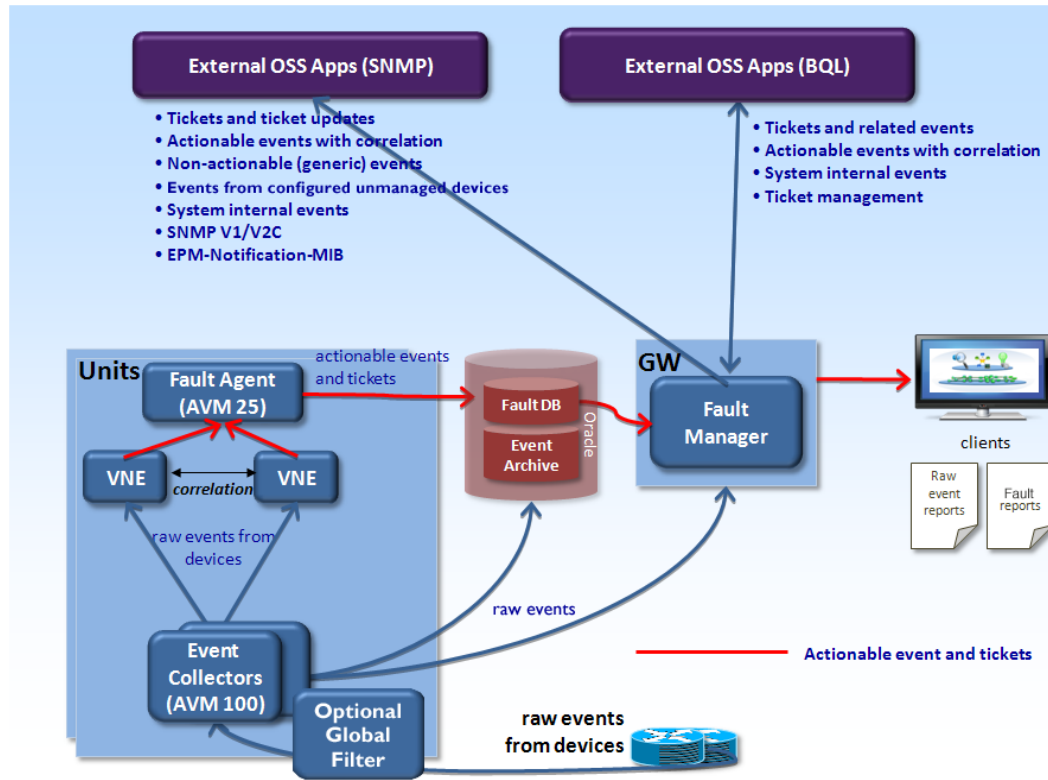 External OSS Apps (SNMP)
External OSS Apps (BQL)
• Tickets and ticket updates
• Actionable events with correlation
• Non-actionable (generic) events
• Events from configured unmanaged devices
• System internal events
• SNMP V1/V2C
• EPM-Notification-MIB
• Tickets and related events
• Actionable events with correlation
• System internal events
• Ticket management
Units
Fault Agent
(AVM 25)
actionable events
and tickets
VNE
correlation
VNE
raw events from
devices
Event
Collectors
(AVM 100)
Optional
Global
Filter
Fault DB
Event
Archive
Oracle
GW
Fault
Manager
clients
Raw
event
reports
Fault
reports
raw events
Actionable event and tickets
raw events
from devices